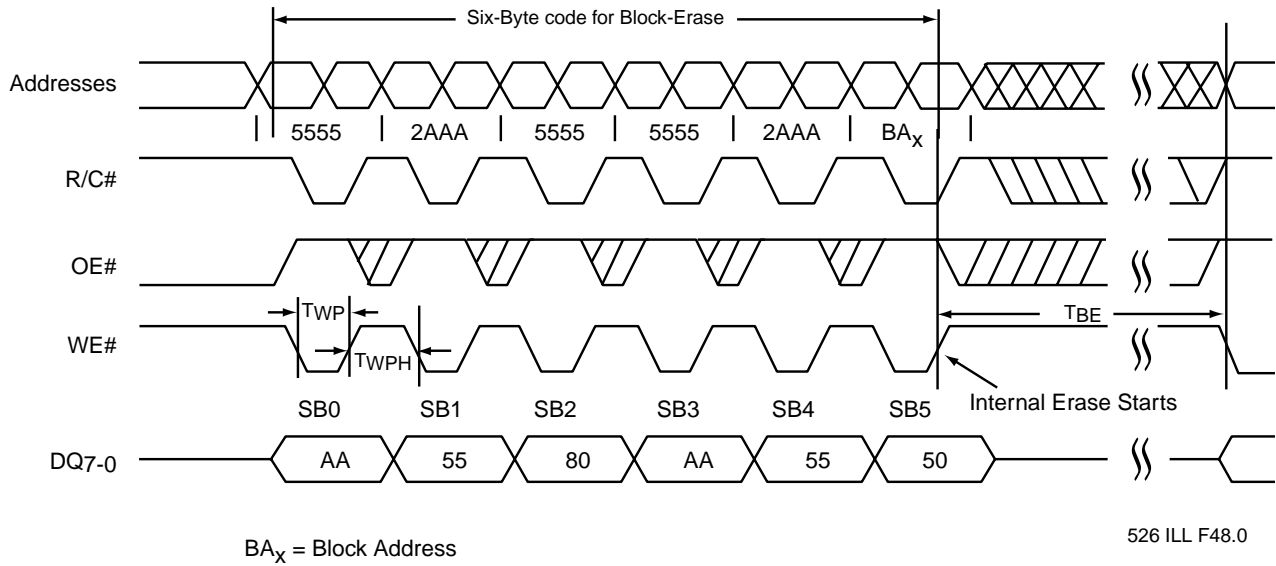 Six-Byte code for Block-Erase
Addresses
5555 2AAA 5555 5555 2AAA BAX
R/C#
OE#
TWP TBE
WE#
TWPH
Internal Erase Starts
SB0 SB1 SB2 SB3 SB4 SB5
DQ7-0 AA 55 80 AA 55 50
526 ILL F48.0
BAX = Block Address